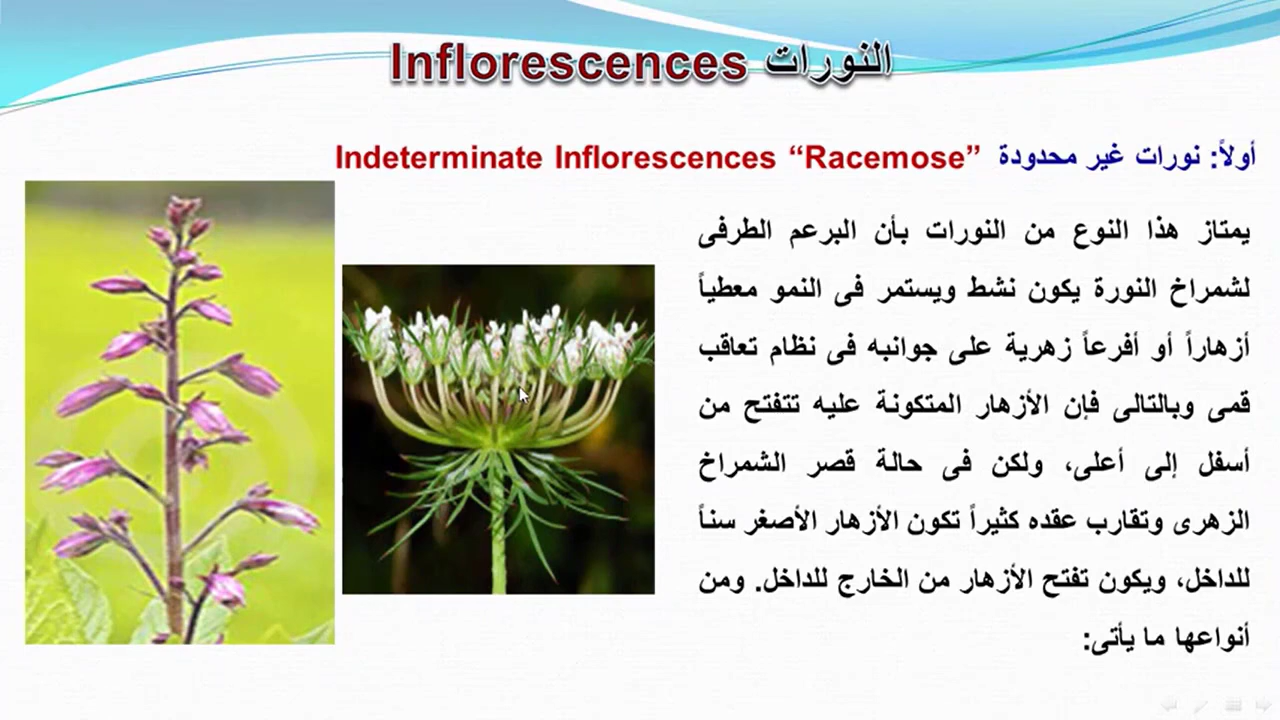 النورات Inflorescences
أولاً: نورات غير محدودة Indeterminate Inflorescences “Racemose”
يمتاز هذا النوع من النورات بأن البرعم الطرفى
لشمراخ النورة يكون نشط ويستمر فى النمو معطياً
أزهاراً أو أفرعاً زهرية على جوانبه فى نظام تعاقب
قمى وبالتالى فإن الأزهار المتكونة عليه تتفتح من
أسفل إلى أعلى، ولكن فى حالة قصر الشمراخ
الزهرى وتقارب عقده كثيراً تكون الأزهار الأصغر سناً
للداخل، ويكون تفتح الأزهار من الخارج للداخل. ومن
أنواعها ما يأتى: